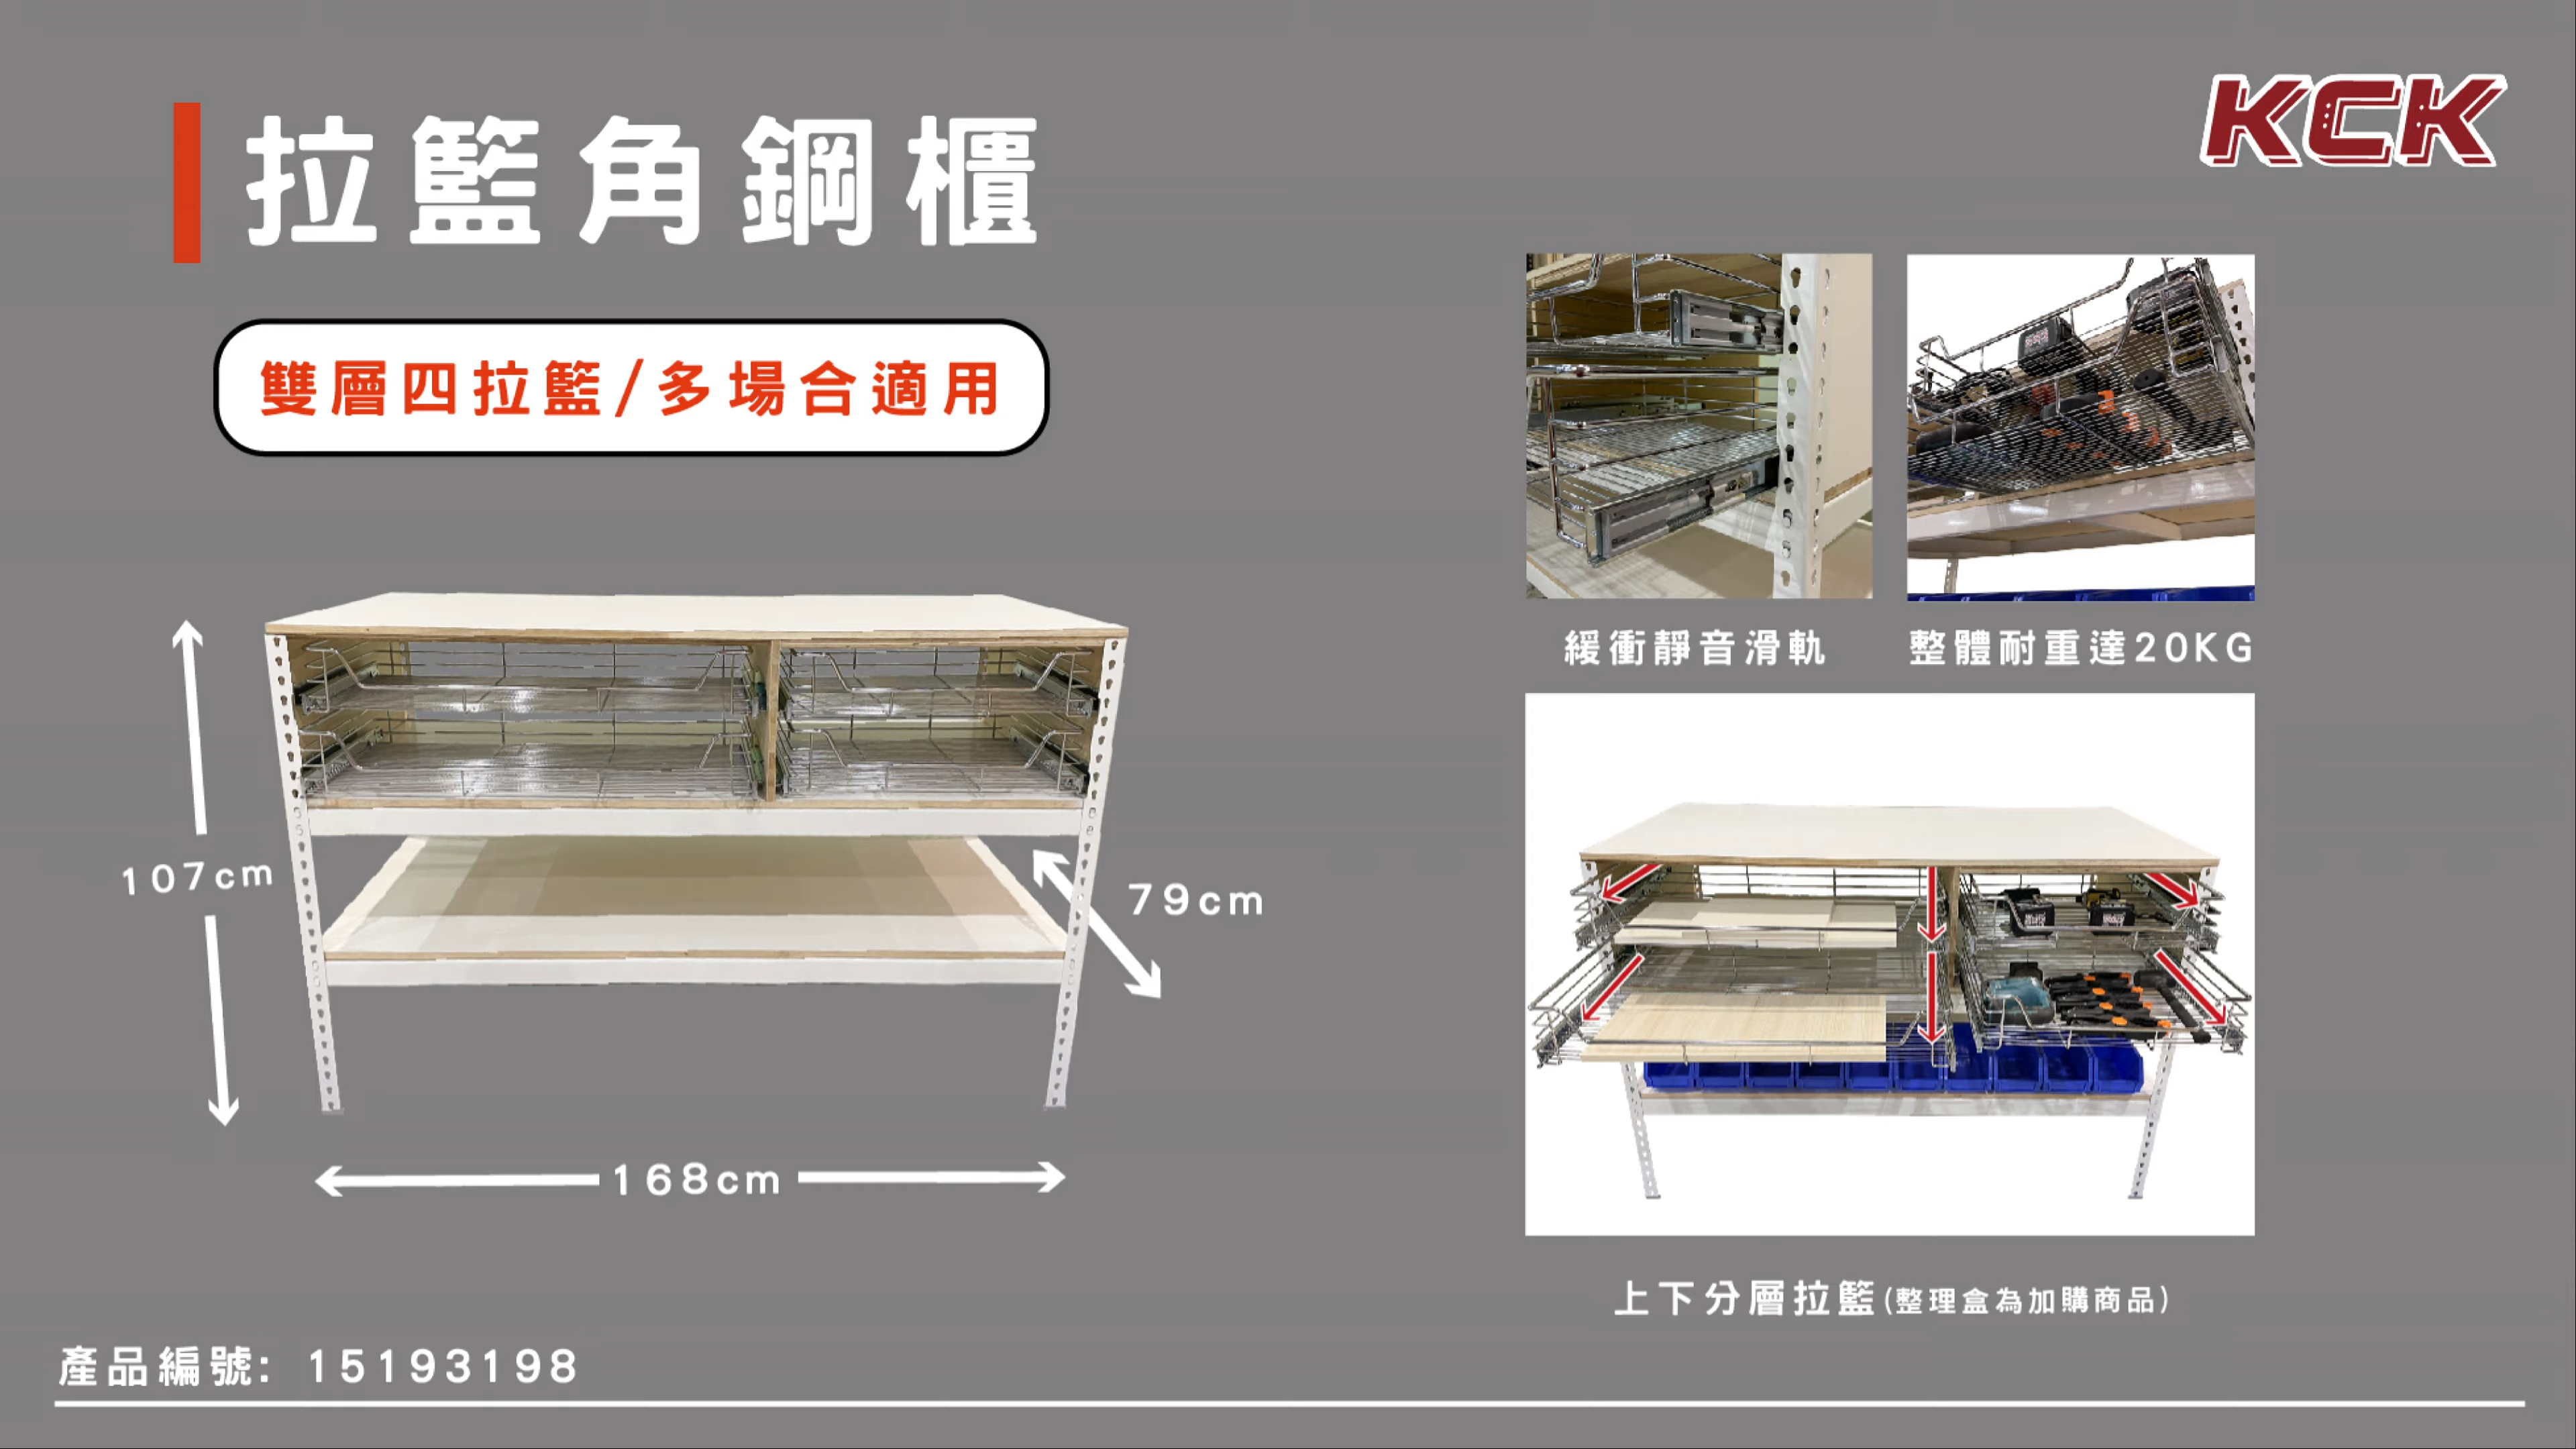 拉籃角鋼櫃
KCK
雙層四拉籃/多場合適用
緩衝靜音滑軌
整體耐重達20KG
107cm
79cm
168cm
上下分層拉籃(整理盒為加購商品)
產品編號: 15193198